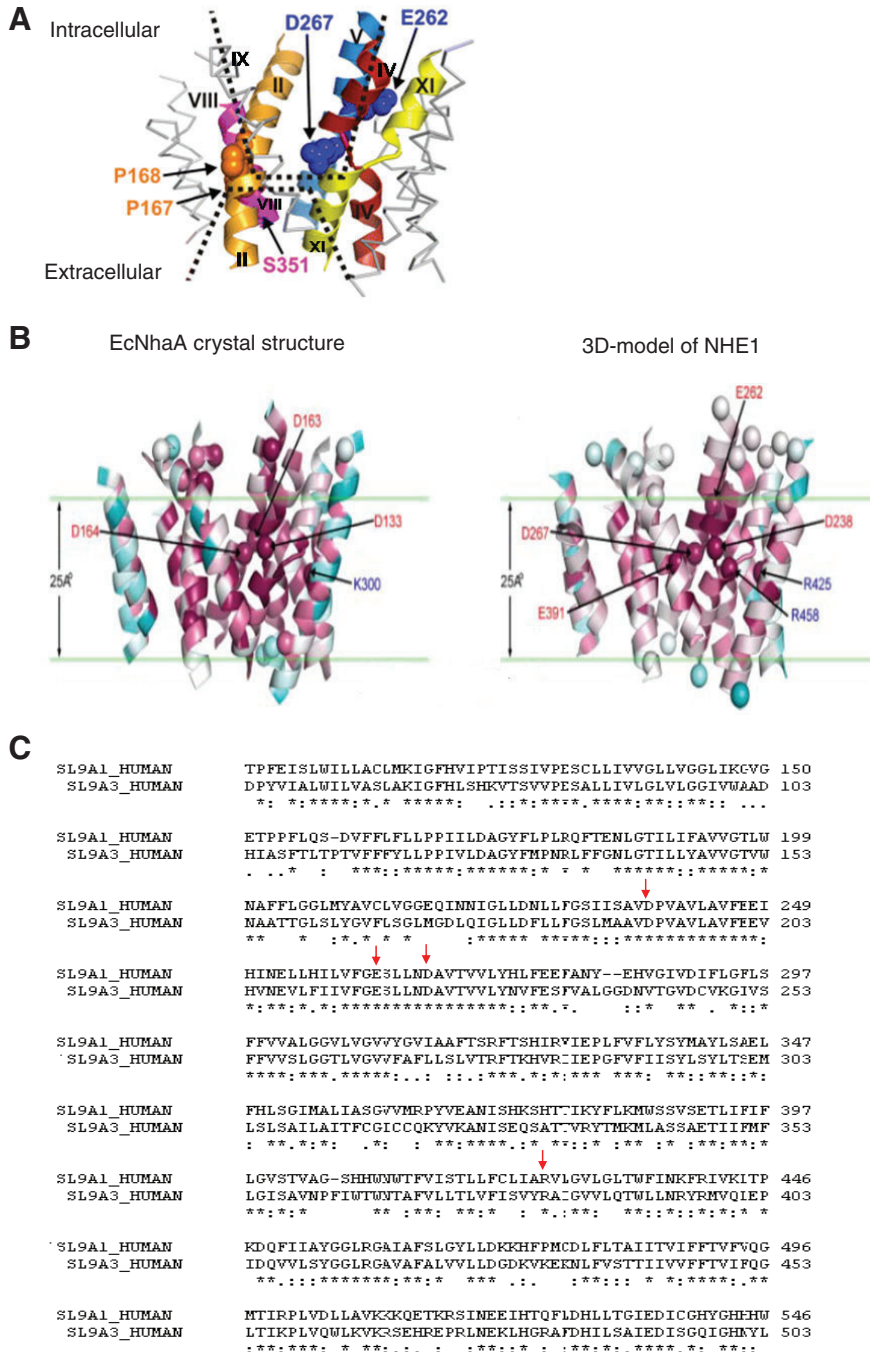 A
Intracellular
D267
E262
IX
V
IV
II
XI
VIII
P168
P167
VIII
IV
XI
II
S351
Extracellular
B
EcNhaA crystal structure
3D-model of NHE1
D163
D164
D133
K300
25A°
E262
D267
D238
E391
R425
R458
25A°
C
SL9A1_HUMAN TPFEISLWILLACLMKIGFHVIPTISSIVPESCLLIVVGLLVGGLIKGVG 150
SL9A3_HUMAN DPYVIALWILVASLAKIGFHLSHKVTSVVPESALLIVLGLVLGGIVWAAD 103
SL9A1_HUMAN ETPPFLQS-DVFFLFLLPPIILDAGYFLPLRQFTENLGTILIFAVVGTLW 199
SL9A3_HUMAN HIASFTLTPTVFFFYLLPPIVLDAGYFMPNRLFFGNLGTILLYAVVGTVW 153
SL9A1_HUMAN NAFFLGGLMYAVCLVGGEQINNIGLLDNLLFGSIISAVDPVAVLAVFEEI 249
SL9A3_HUMAN NAATTGLSLYGVFLSGLMGDLQIGLLDFLLFGSLMAAVDPVAVLAVFEEV 203
SL9A1_HUMAN HINELLHILVFGESLLNDAVTVVLYHLFEEFANY--EHVGIVDIFLGFLS 297
SL9A3_HUMAN HVNEVLFIIVFGESLLNDAVTVVLYNVFESFVALGGDNVTGVDCVKGIVS 253
SL9A1_HUMAN FFVVALGGVLVGVVYGVIAAFTSRFTSHIRVIEPLFVFLYSYMAYLSAEL 347
SL9A3_HUMAN FFVVSLGGTLVGVVFAFLLSLVTRFTKHVRIIEPGFVFIISYLSYLTSEM 303
SL9A1_HUMAN FHLSGIMALIASGVVMRPYVEANISHKSHTTIKYFLKMWSSVSETLIFIF 397
SL9A3_HUMAN LSLSAILAITFCGICCQKYVKANISEQSATTVRYTMKMLASSAETIIFMF 353
SL9A1_HUMAN LGVSTVAG-SHHWNWTFVISTLLFCLIARVLGVLGLTWFINKFRIVKITP 446
SL9A3_HUMAN LGISAVNPFIWTWNTAFVLLTLVFISVYRAIGVVLQTWLLNRYRMVQIEP 403
SL9A1_HUMAN KDQFIIAYGGLRGAIAFSLGYLLDKKHFPMCDLFLTAIITVIFFTVFVQG 496
SL9A3_HUMAN IDQVVLSYGGLRGAVAFALVVLLDGDKVKEKNLFVSTTIIVVFFTVIFQG 453
SL9A1_HUMAN MTIRPLVDLLAVKKKQETKRSINEEIHTQFLDHLLTGIEDICGHYGHHHW 546
SL9A3_HUMAN LTIKPLVQWLKVKRSEHREPRLNEKLHGRAFDHILSAIEDISGQIGHNYL 503